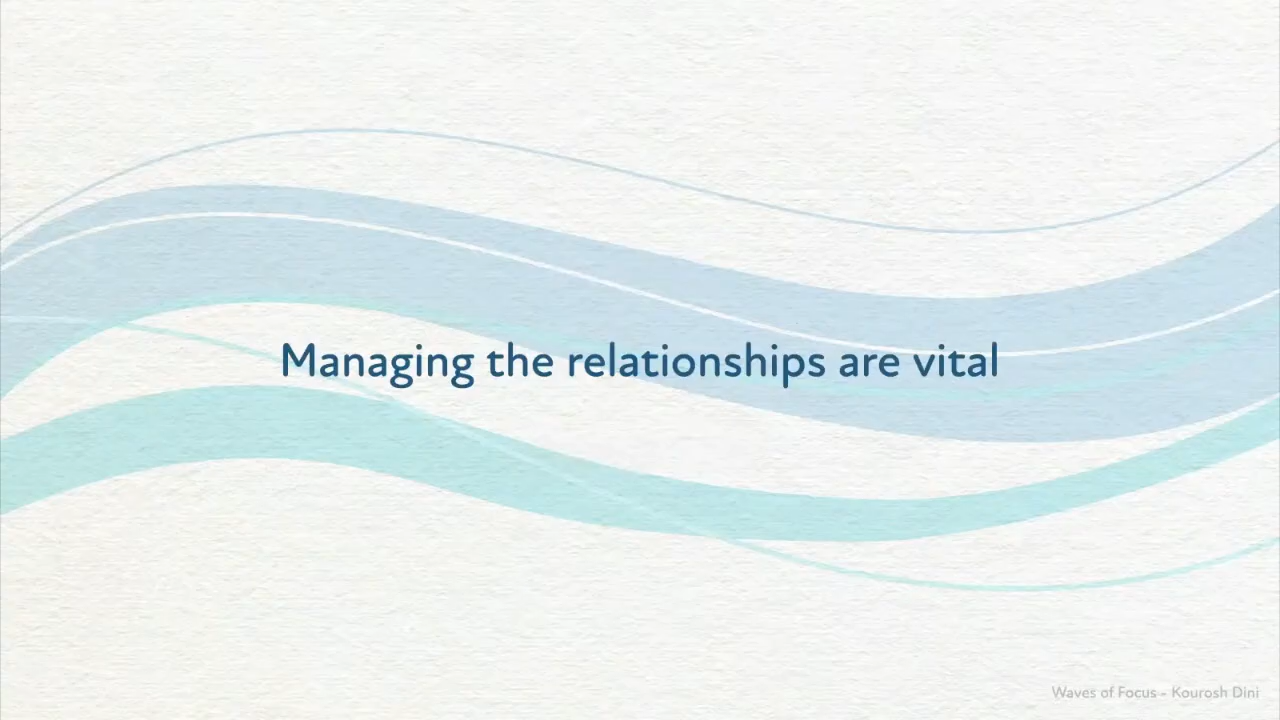 Managing the relationships are vital
Waves of Focus - Kourosh Dini